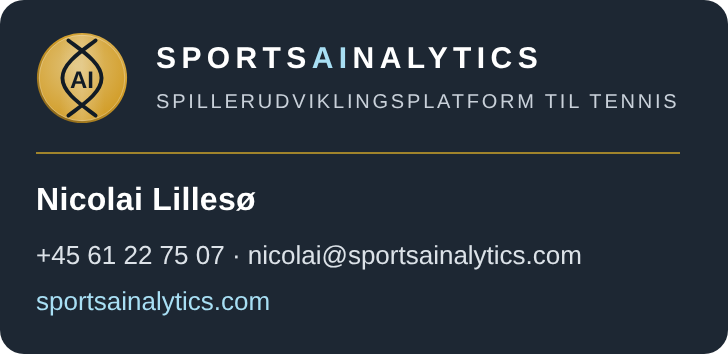 AI
SPORTSAINALYTICS
SPILLERUDVIKLINGSPLATFORM TIL TENNIS
Nicolai Lillesø
+45 61 22 75 07 · nicolai@sportsainalytics.com
sportsainalytics.com